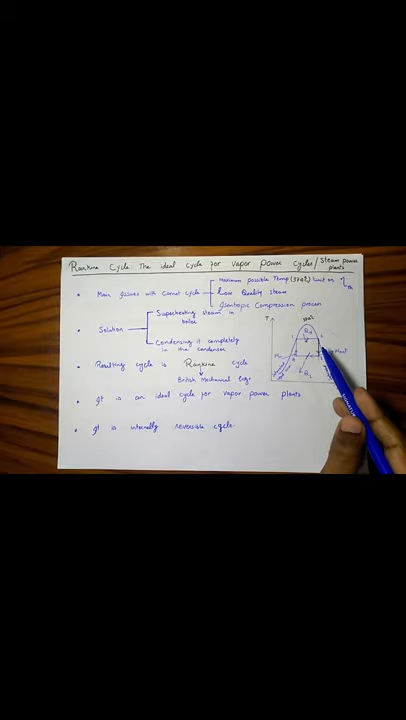 Rankine Cycle: The ideal cycle for vapor power cycles / Steam power plants
• Main issues with Carnot cycle
Maximum possible Temp (374°C) limit on ηth
Low Quality steam
Isentropic Compression process
• Solution
Superheating steam in boiler
Condensing it completely in the condenser
• Resulting cycle is Rankine cycle
British Mechanical Engr
• It is an ideal cycle for vapor power plants
• It is internally reversible cycle.
T